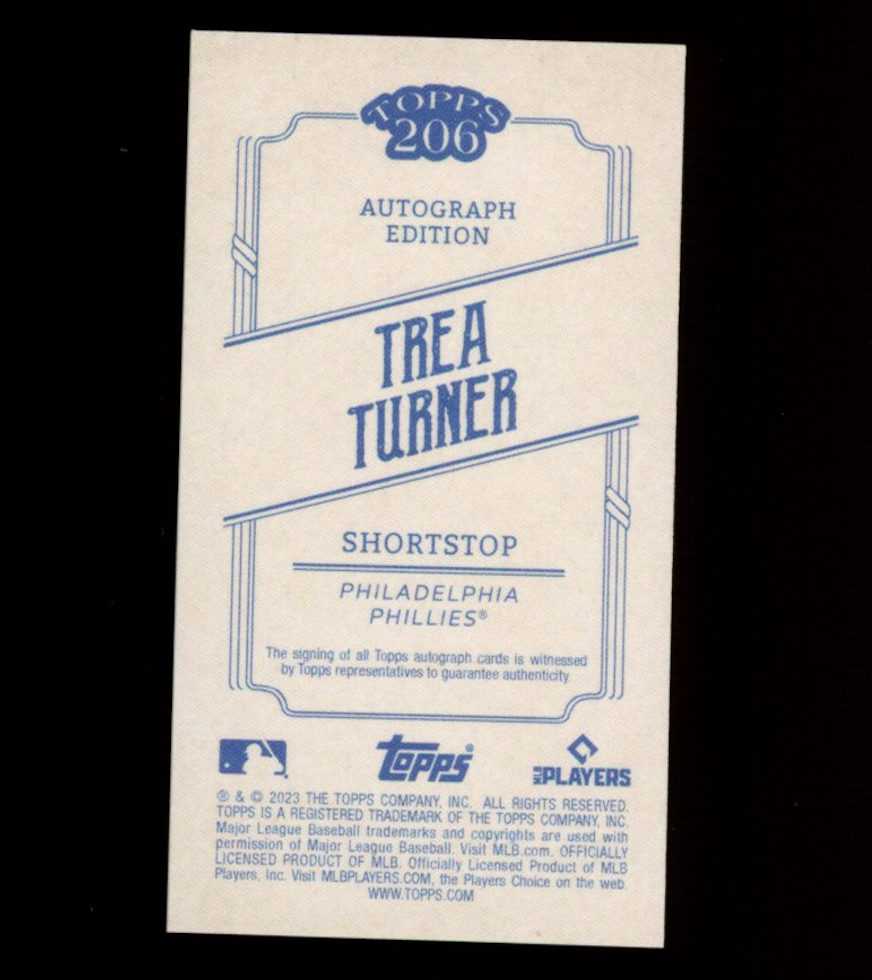 TOPPS
206
AUTOGRAPH
EDITION
TREA
TURNER
SHORTSTOP
PHILADELPHIA
PHILLIES®
The signing of all Topps autograph cards is witnessed
by Topps representatives to guarantee authenticity.
topps®
MLB PLAYERS
® & © 2023 THE TOPPS COMPANY, INC. ALL RIGHTS RESERVED.
TOPPS IS A REGISTERED TRADEMARK OF THE TOPPS COMPANY, INC.
Major League Baseball trademarks and copyrights are used with
permission of Major League Baseball. Visit MLB.com. OFFICIALLY
LICENSED PRODUCT OF MLB. Officially Licensed Product of MLB
Players, Inc. Visit MLBPLAYERS.COM, the Players Choice on the web.
WWW.TOPPS.COM